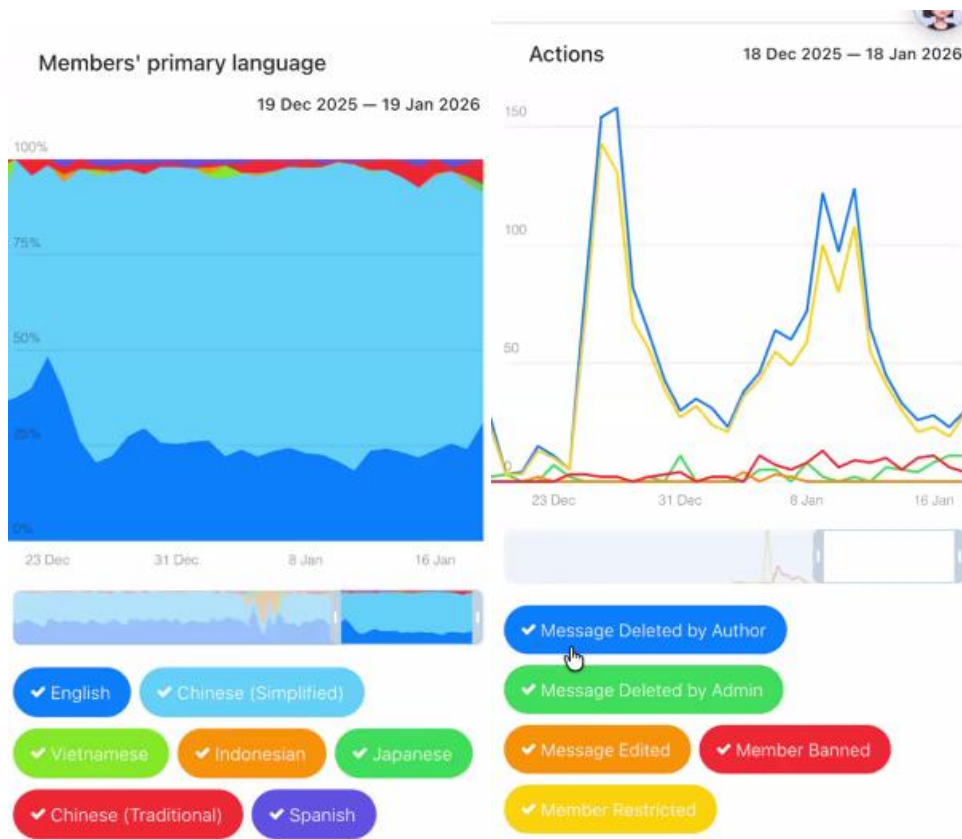 Members' primary language
19 Dec 2025 — 19 Jan 2026
100%
75%
50%
25%
0%
23 Dec
31 Dec
8 Jan
16 Jan
English
Chinese (Simplified)
Vietnamese
Indonesian
Japanese
Chinese (Traditional)
Spanish
Actions
18 Dec 2025 — 18 Jan 2026
150
100
50
0
23 Dec
31 Dec
8 Jan
16 Jan
Message Deleted by Author
Message Deleted by Admin
Message Edited
Member Banned
Member Restricted